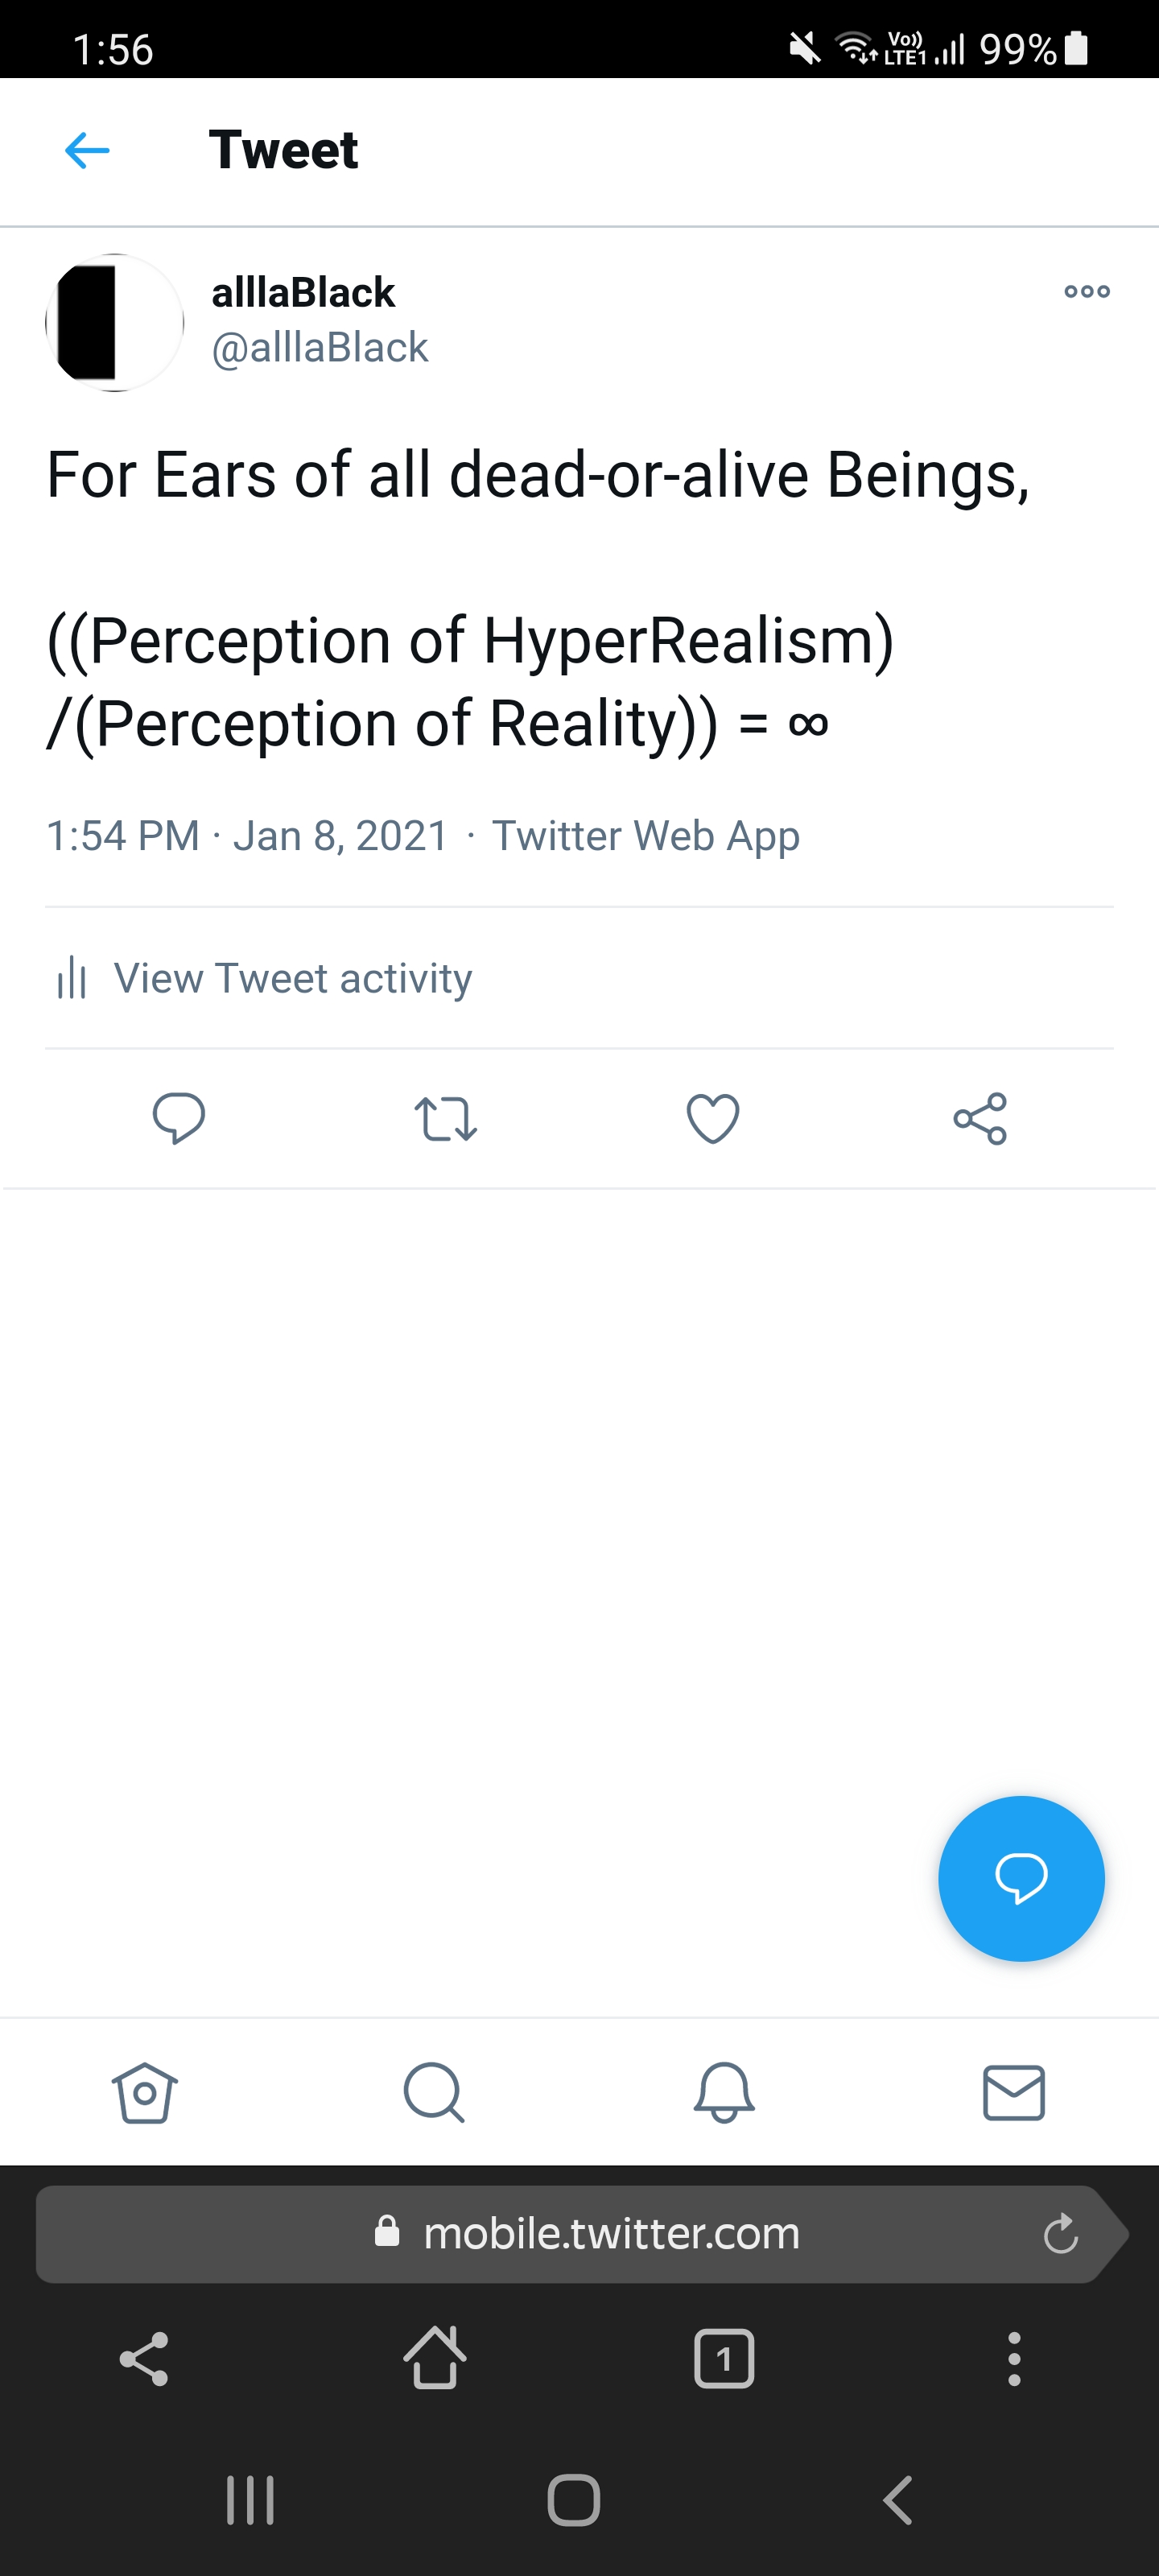 1:56
Vo))
LTE1
99%
Tweet
alllaBlack
@alllaBlack
For Ears of all dead-or-alive Beings,
((Perception of HyperRealism)
/(Perception of Reality)) = ∞
1:54 PM · Jan 8, 2021 · Twitter Web App
View Tweet activity
mobile.twitter.com
1